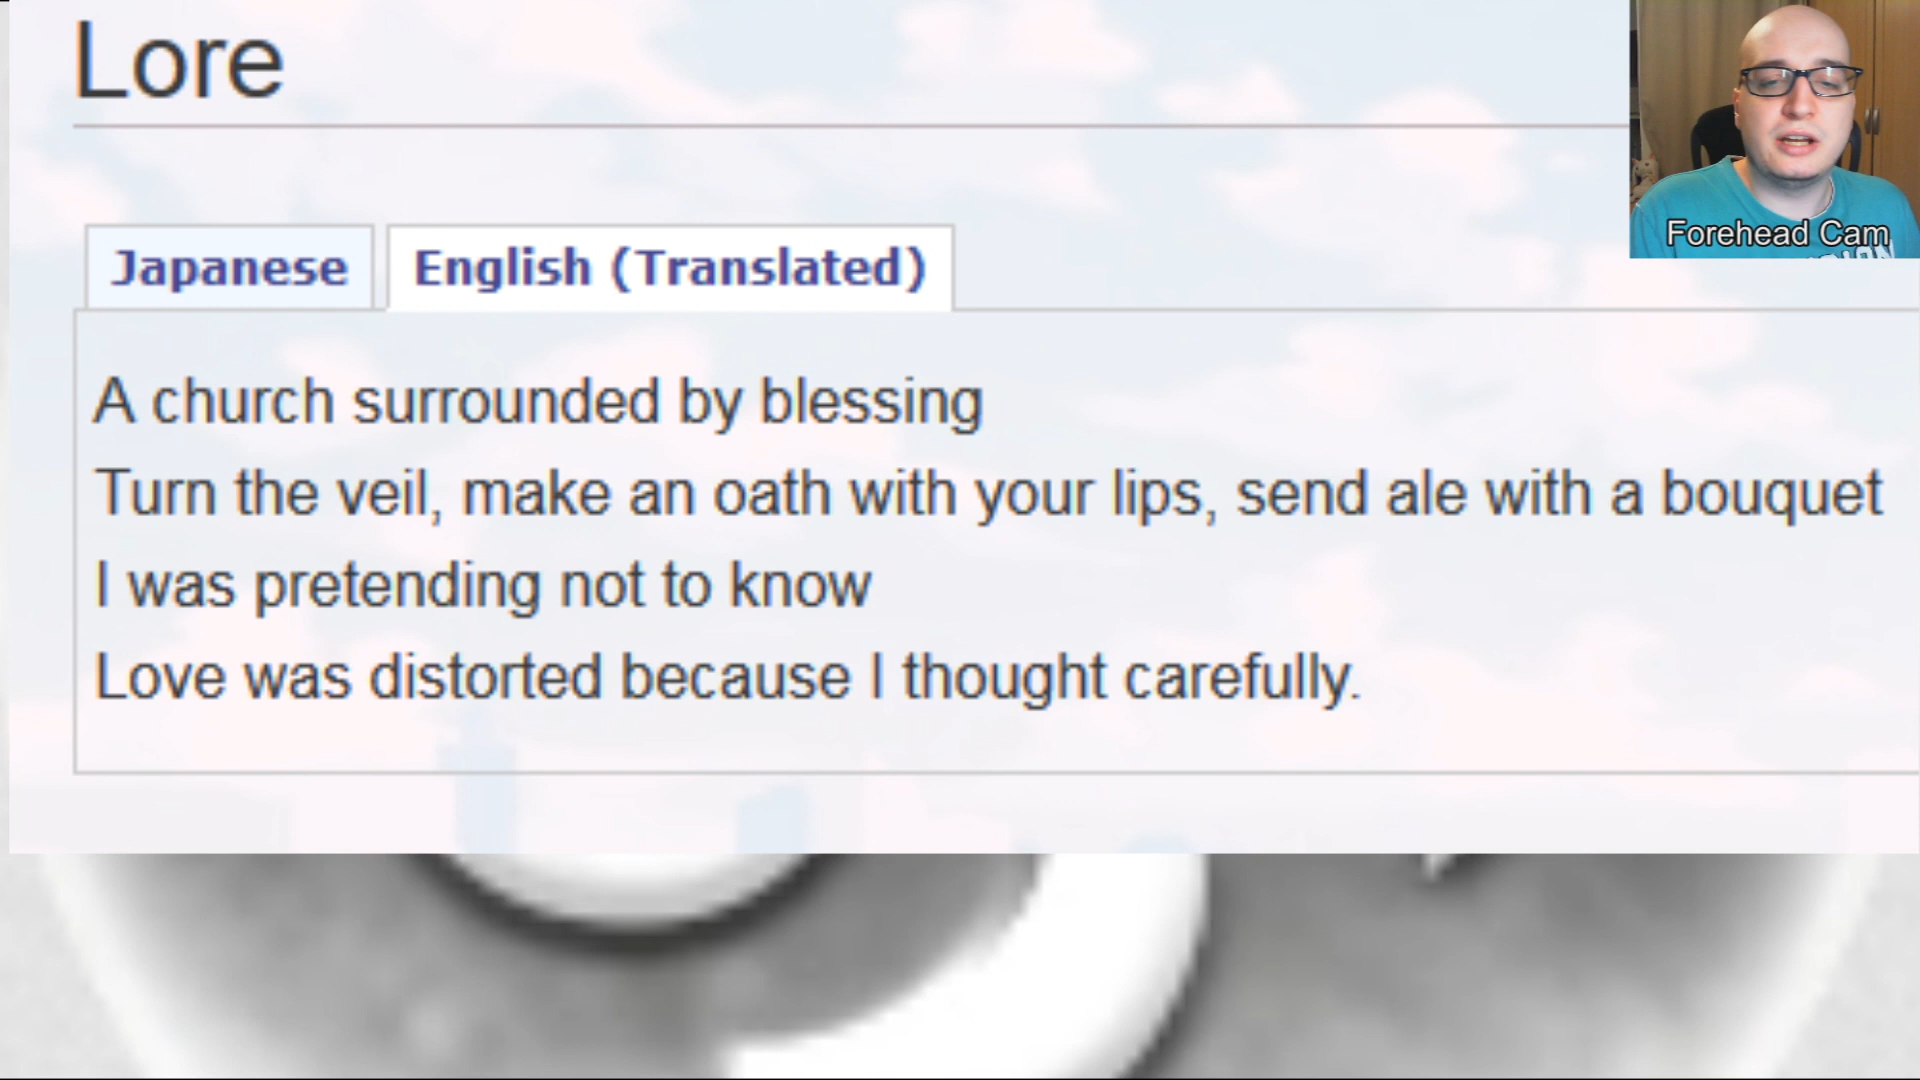 Lore
Japanese
English (Translated)
A church surrounded by blessing
Turn the veil, make an oath with your lips, send ale with a bouquet
I was pretending not to know
Love was distorted because I thought carefully.
Forehead Cam